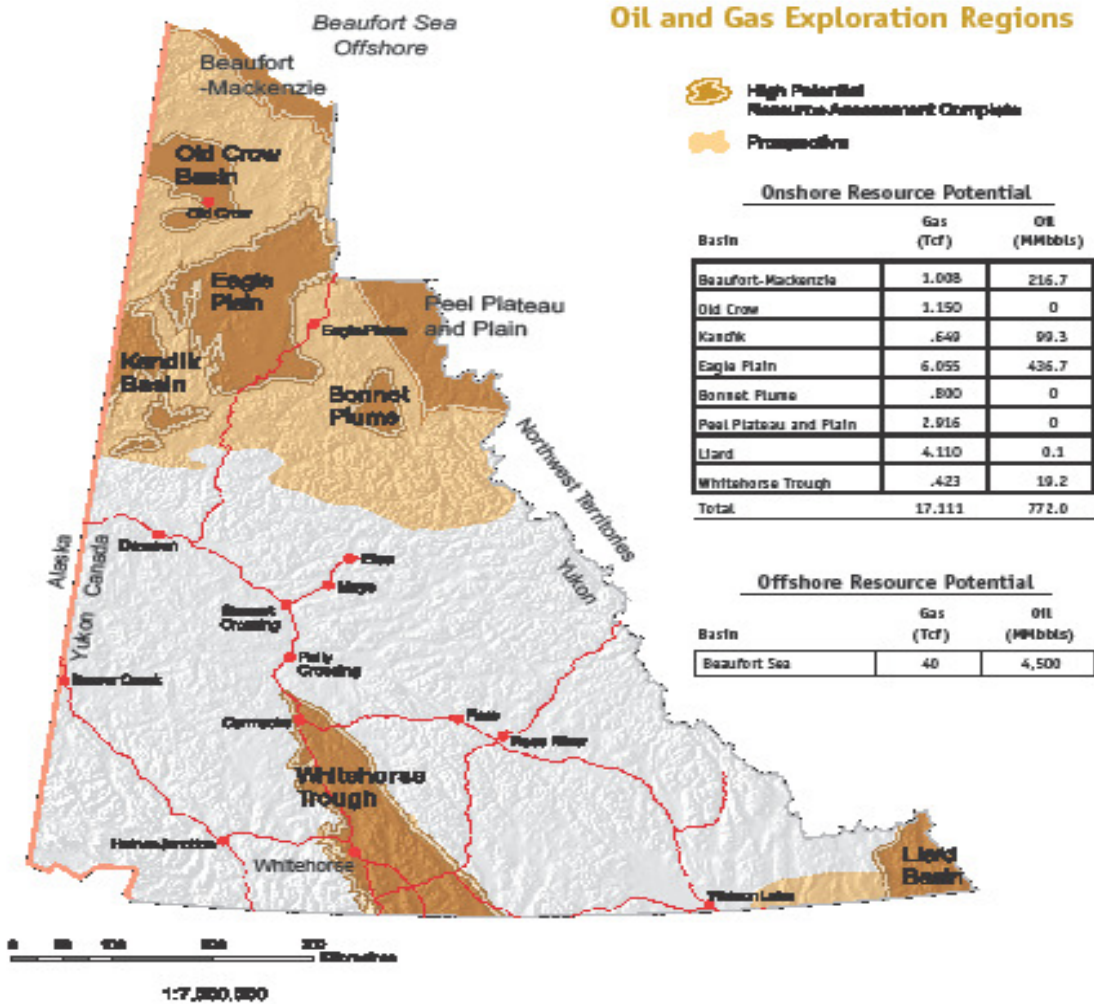 Oil and Gas Exploration Regions
Beaufort Sea
Offshore
Beaufort
-Mackenzie
High Potential
Resource Assessment Complete
Prospective
Old Crow
Basin
Old Crow
Eagle
Plain
Eagle Plains
Peel Plateau
and Plain
Kandik
Basin
Bonnet
Plume
Northwest Territories
Yukon
Alaska
Yukon Canada
Dawson
Elsa
Mayo
Stewart
Crossing
Pelly
Crossing
Beaver Creek
Carmacks
Faro
Ross River
Whitehorse
Trough
Haines Junction
Whitehorse
Watson Lake
Liard
Basin
Kilometres
Onshore Resource Potential
Gas Oil
Basin (Tcf) (MMbbls)
Beaufort-Mackenzie 1.008 216.7
Old Crow 1.150 0
Kandik .649 99.3
Eagle Plain 6.055 436.7
Bonnet Plume .800 0
Peel Plateau and Plain 2.916 0
Liard 4.110 0.1
Whitehorse Trough .423 19.2
Total 17.111 772.0
Offshore Resource Potential
Gas Oil
Basin (Tcf) (MMbbls)
Beaufort Sea 40 4,500